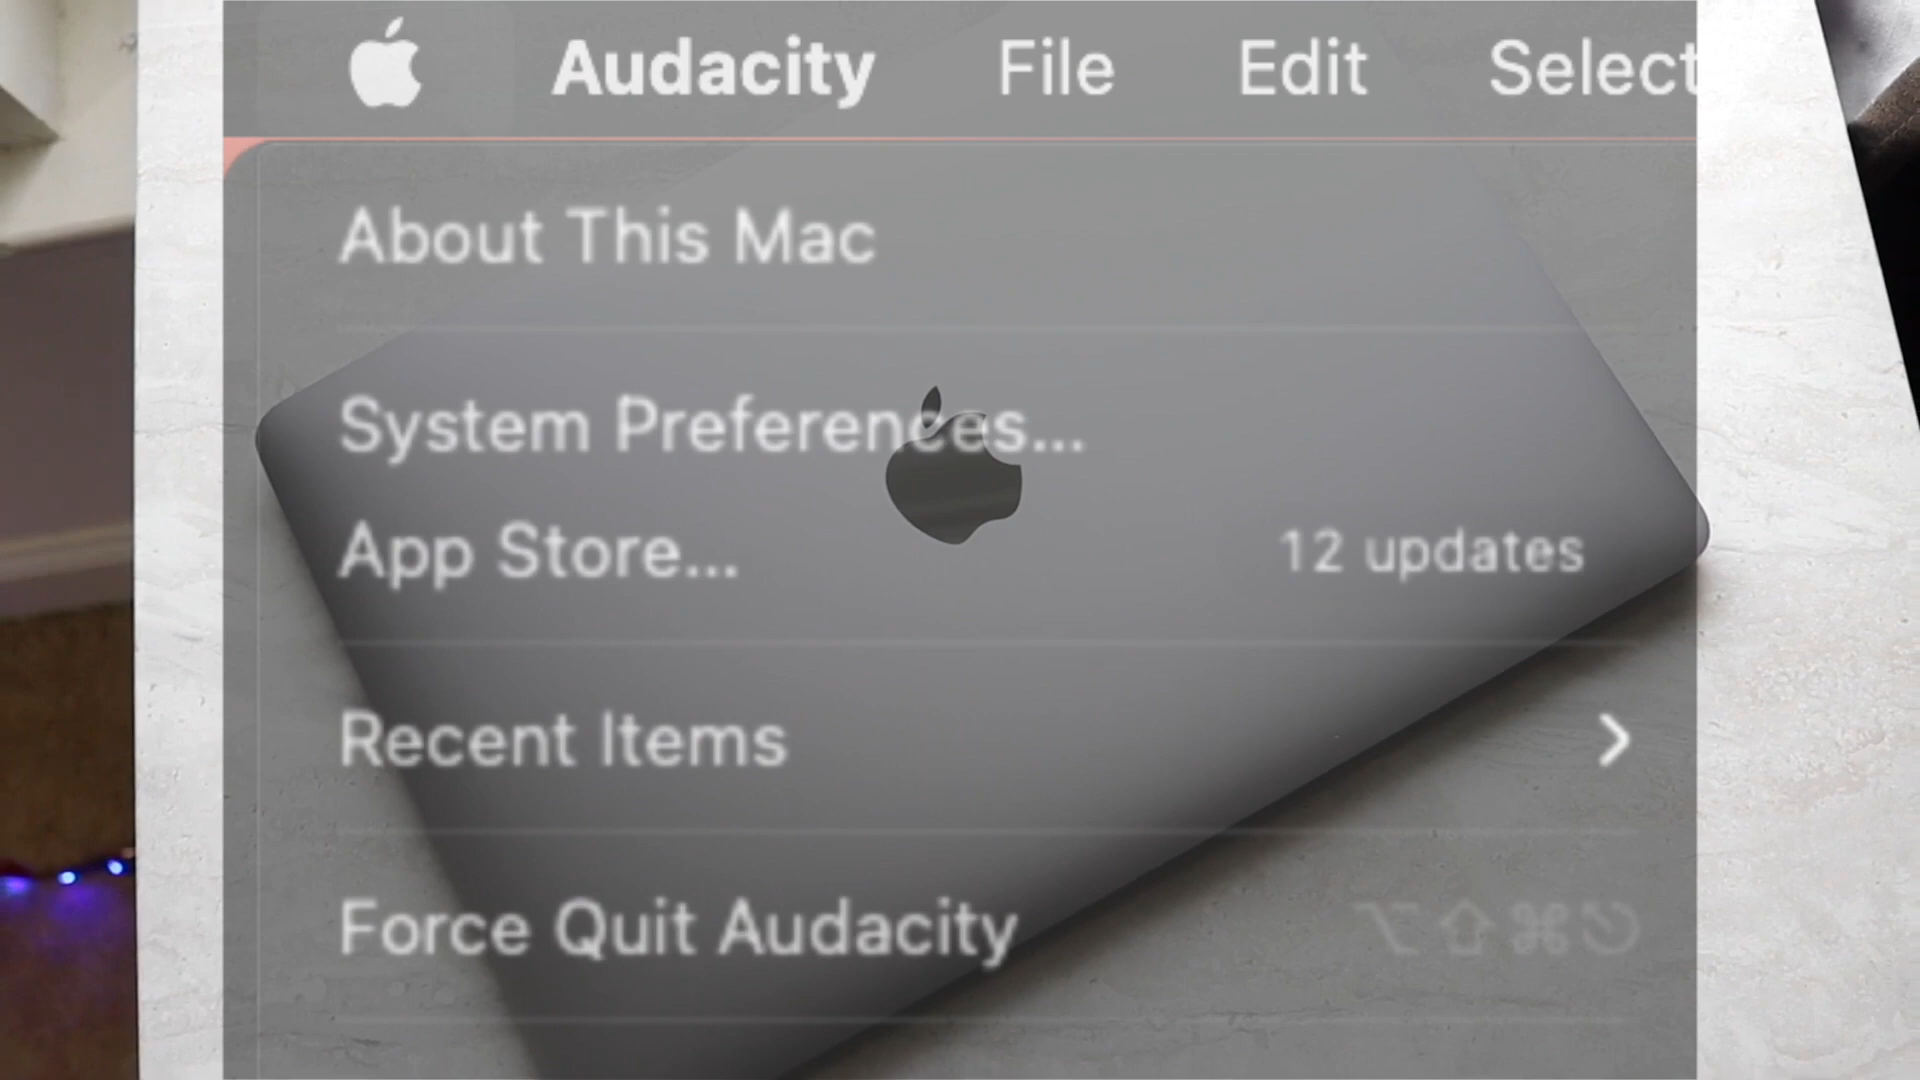 Audacity File Edit Select
About This Mac
System Preferences...
App Store... 12 updates
Recent Items >
Force Quit Audacity ⌥⇧⌘⎋